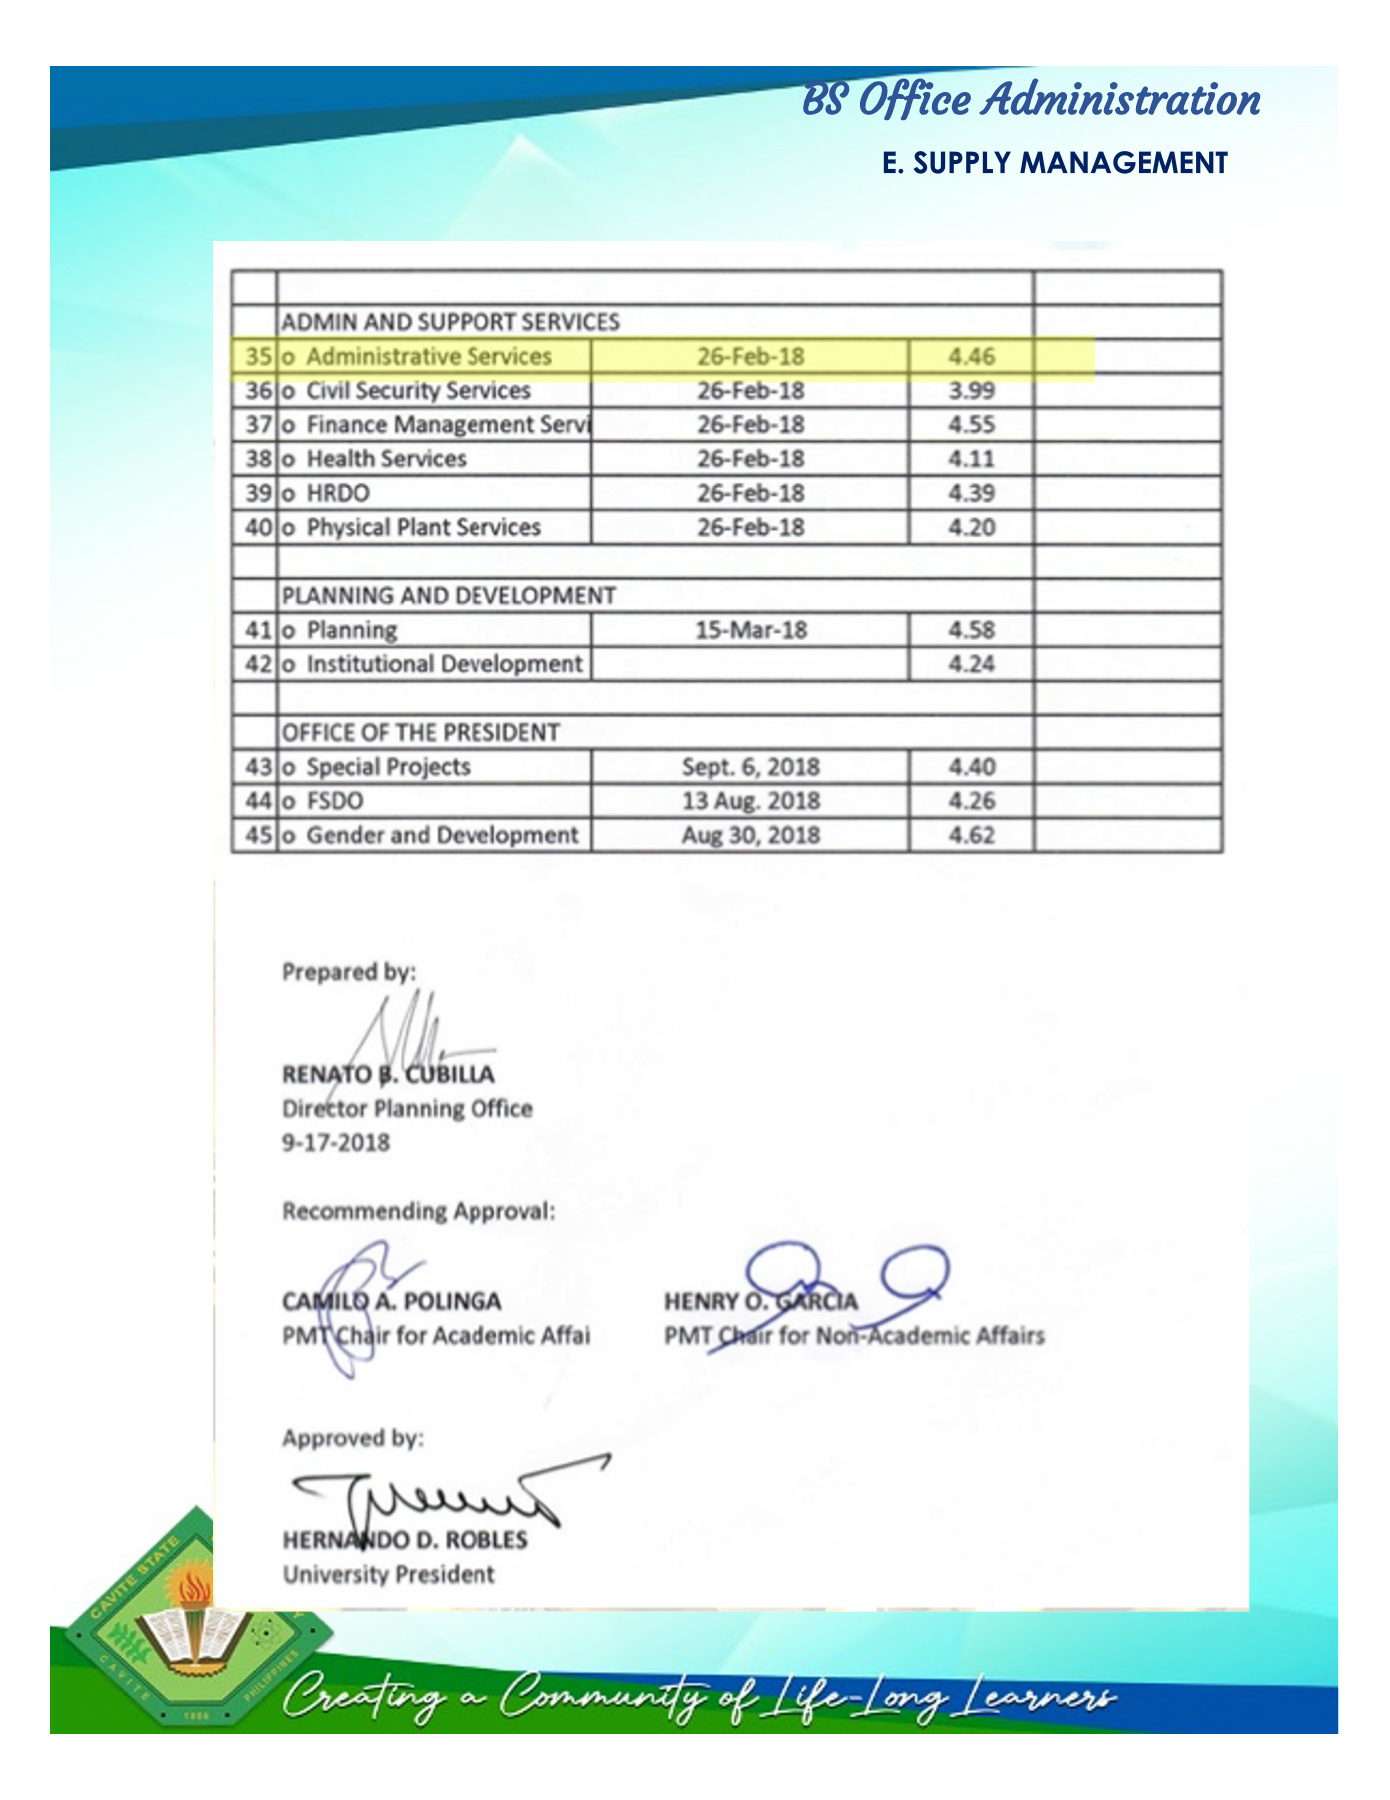 BS Office Administration
E. SUPPLY MANAGEMENT
ADMIN AND SUPPORT SERVICES
35 o Administrative Services 26-Feb-18 4.46
36 o Civil Security Services 26-Feb-18 3.99
37 o Finance Management Servi 26-Feb-18 4.55
38 o Health Services 26-Feb-18 4.11
39 o HRDO 26-Feb-18 4.39
40 o Physical Plant Services 26-Feb-18 4.20
PLANNING AND DEVELOPMENT
41 o Planning 15-Mar-18 4.58
42 o Institutional Development 4.24
OFFICE OF THE PRESIDENT
43 o Special Projects Sept. 6, 2018 4.40
44 o FSDO 13 Aug. 2018 4.26
45 o Gender and Development Aug 30, 2018 4.62
Prepared by:
RENATO B. CUBILLA
Director Planning Office
9-17-2018
Recommending Approval:
CAMILO A. POLINGA HENRY O. GARCIA
PMT Chair for Academic Affai PMT Chair for Non-Academic Affairs
Approved by:
HERNANDO D. ROBLES
University President
CAVITE STATE
CAVITE
PHILIPPINES
1906
Creating a Community of Life-Long Learners